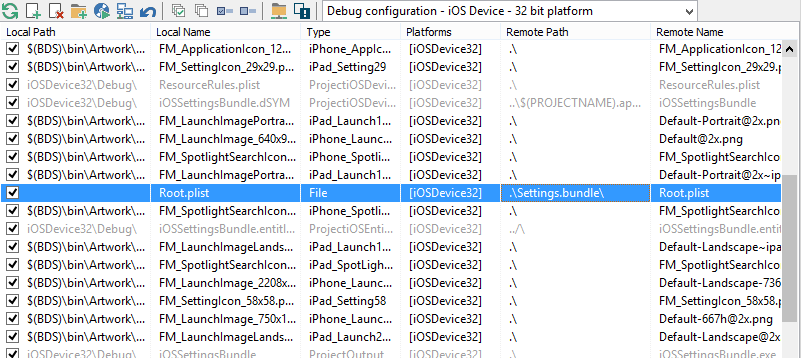 Debug configuration - iOS Device - 32 bit platform
Local Path Local Name Type Platforms Remote Path Remote Name
$(BDS)\bin\Artwork\... FM_ApplicationIcon_12... iPhone_AppIc... [iOSDevice32] .\ FM_ApplicationIcon_12
$(BDS)\bin\Artwork\... FM_SettingIcon_29x29.p... iPad_Setting29 [iOSDevice32] .\ FM_SettingIcon_29x29.p
iOSDevice32\Debug\ ResourceRules.plist ProjectiOSDevi... [iOSDevice32] .\ ResourceRules.plist
iOSDevice32\Debug\ iOSSettingsBundle.dSYM ProjectiOSDevi... [iOSDevice32] ..\$(PROJECTNAME).ap... iOSSettingsBundle
$(BDS)\bin\Artwork\... FM_LaunchImagePortra... iPad_Launch1... [iOSDevice32] .\ Default-Portrait@2x.pn
$(BDS)\bin\Artwork\... FM_LaunchImage_640x9... iPhone_Launc... [iOSDevice32] .\ Default@2x.png
$(BDS)\bin\Artwork\... FM_SpotlightSearchIcon... iPhone_Spotli... [iOSDevice32] .\ FM_SpotlightSearchIcon
$(BDS)\bin\Artwork\... FM_LaunchImagePortra... iPad_Launch1... [iOSDevice32] .\ Default-Portrait@2x~ip
Root.plist File [iOSDevice32] .\Settings.bundle\ Root.plist
$(BDS)\bin\Artwork\... FM_SpotlightSearchIcon... iPhone_Spotli... [iOSDevice32] .\ FM_SpotlightSearchIcon
iOSDevice32\Debug\ iOSSettingsBundle.entitl... ProjectiOSEnti... [iOSDevice32] ../\ iOSSettingsBundle.entit
$(BDS)\bin\Artwork\... FM_LaunchImageLands... iPad_Launch1... [iOSDevice32] .\ Default-Landscape~ipa
$(BDS)\bin\Artwork\... FM_SpotlightSearchIcon... iPad_SpotLigh... [iOSDevice32] .\ FM_SpotlightSearchIcon
$(BDS)\bin\Artwork\... FM_LaunchImage_2208x... iPhone_Launc... [iOSDevice32] .\ Default-Landscape-736
$(BDS)\bin\Artwork\... FM_SettingIcon_58x58.p... iPad_Setting58 [iOSDevice32] .\ FM_SettingIcon_58x58.p
$(BDS)\bin\Artwork\... FM_LaunchImage_750x1... iPhone_Launc... [iOSDevice32] .\ Default-667h@2x.png
$(BDS)\bin\Artwork\... FM_LaunchImageLands... iPad_Launch2... [iOSDevice32] .\ Default-Landscape@2x
iOSDevice32\Debug\ iOSSettingsBundle ProjectOutput [iOSDevice32] .\ iOSSettingsBundle.exe